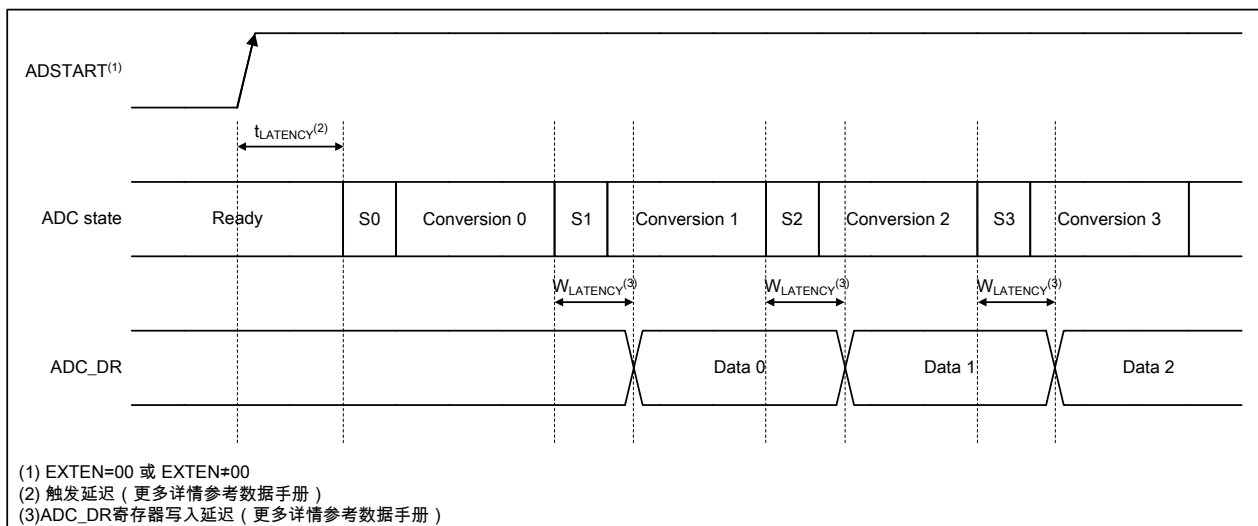 ADSTART(1)
tLATENCY(2)
ADC state
Ready
S0
Conversion 0
S1
Conversion 1
S2
Conversion 2
S3
Conversion 3
WLATENCY(3)
WLATENCY(3)
WLATENCY(3)
ADC_DR
Data 0
Data 1
Data 2
(1) EXTEN=00 或 EXTEN≠00
(2) 触发延迟（更多详情参考数据手册）
(3)ADC_DR寄存器写入延迟（更多详情参考数据手册）